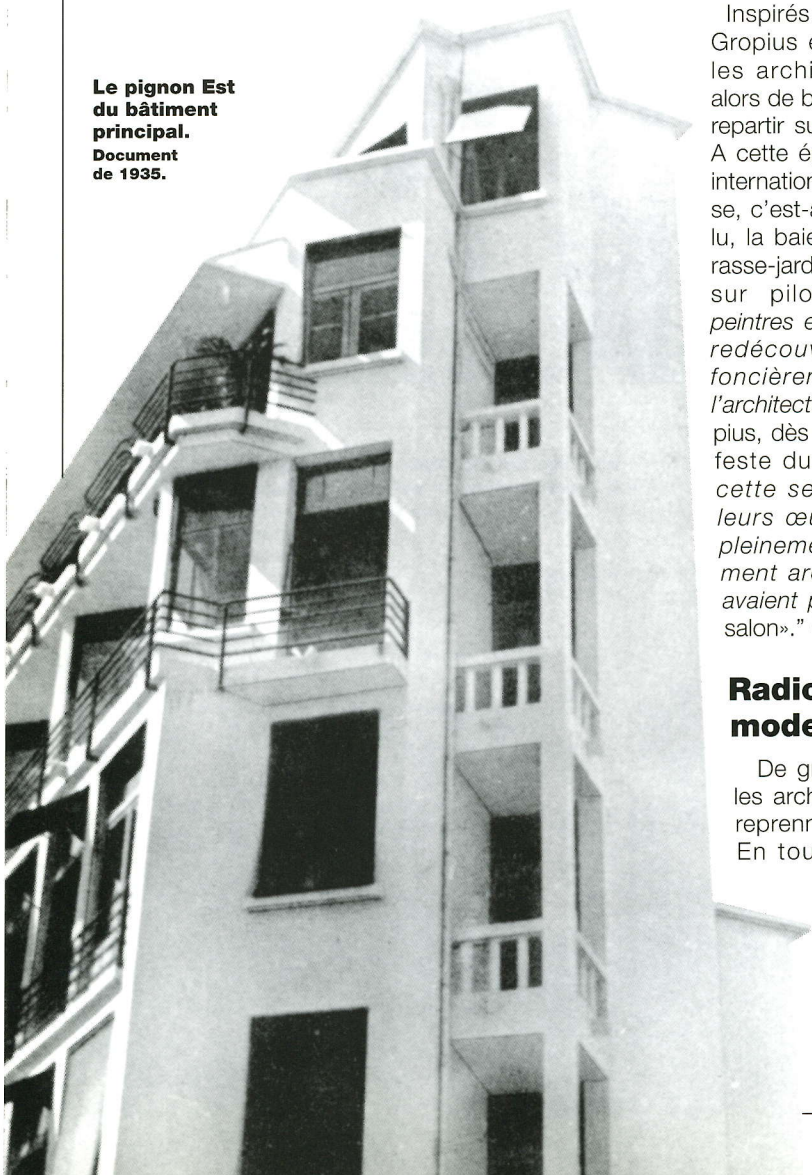 Le pignon Est
du bâtiment
principal.
Document
de 1935.
Inspirés
Gropius
les archi
alors de b
repartir su
A cette é
internation
se, c'est-à
lu, la baie
rasse-jard
sur pilo
peintres e
redécouv
foncièrem
l'architect
pius, dès
feste du
cette se
leurs œu
pleineme
ment arc
avaient p
salon».”
Radio
mode
De g
les arch
reprenn
En tou